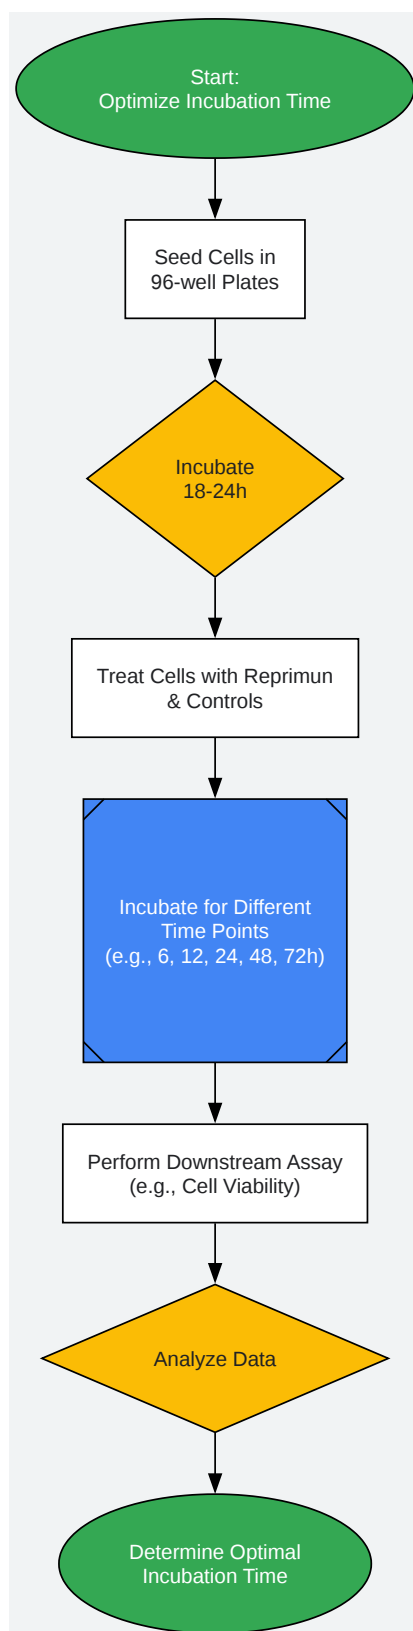 Start:
Optimize Incubation Time
Seed Cells in
96-well Plates
Incubate
18-24h
Treat Cells with Reprimun
& Controls
Incubate for Different
Time Points
(e.g., 6, 12, 24, 48, 72h)
Perform Downstream Assay
(e.g., Cell Viability)
Analyze Data
Determine Optimal
Incubation Time